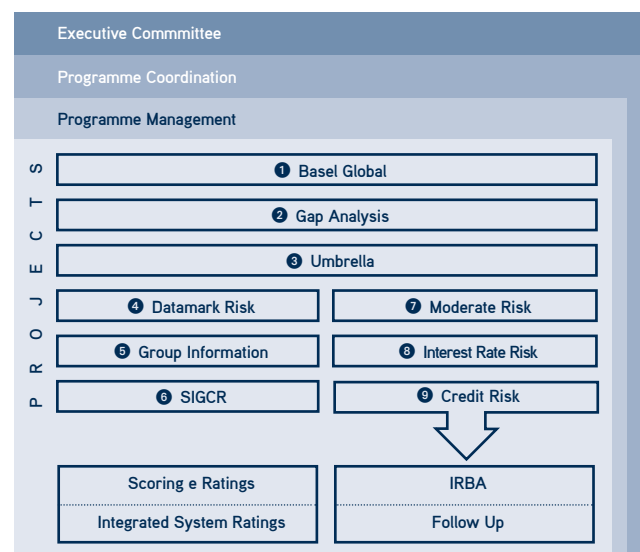 Executive Commmittee
Programme Coordination
Programme Management
PROJECTS
1 Basel Global
2 Gap Analysis
3 Umbrella
4 Datamark Risk
7 Moderate Risk
5 Group Information
8 Interest Rate Risk
6 SIGCR
9 Credit Risk
Scoring e Ratings
IRBA
Integrated System Ratings
Follow Up